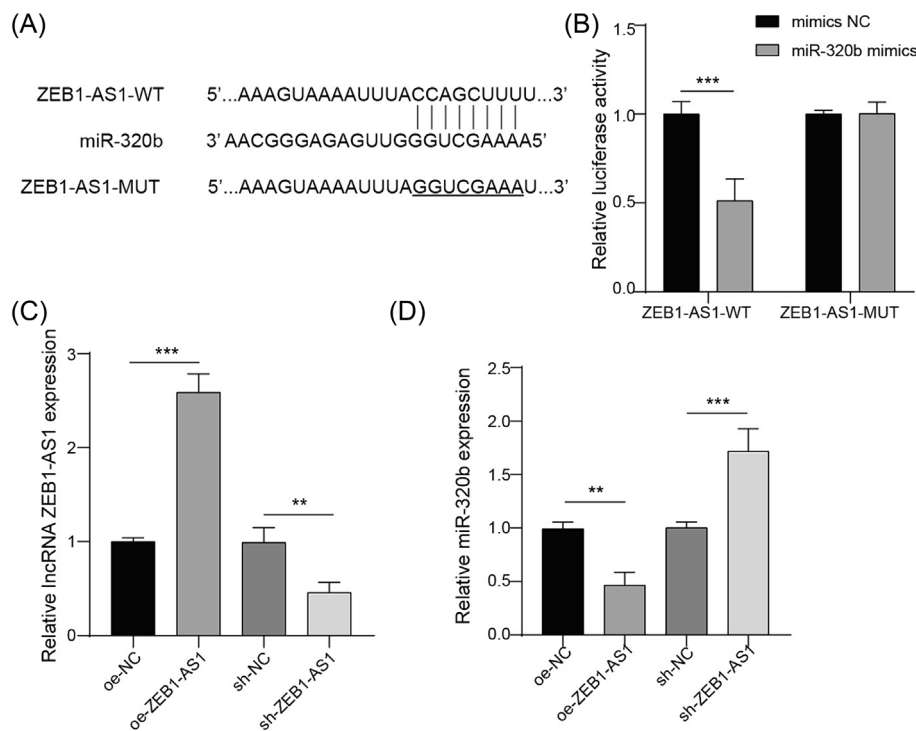 (A)
ZEB1-AS1-WT 5’...AAAGUAAAAUUUACCAGCUUUU...3’
miR-320b 3’ AACGGGAGAGUUGGGUCGAAAA5’
ZEB1-AS1-MUT 5’...AAAGUAAAAUUUAGGUCGAAAU...3’
(B)
mimics NC
miR-320b mimics
Relative luciferase activity
1.5
1.0
0.5
0.0
***
ZEB1-AS1-WT ZEB1-AS1-MUT
(C)
Relative lncRNA ZEB1-AS1 expression
3
2
1
0
***
**
oe-NC
oe-ZEB1-AS1
sh-NC
sh-ZEB1-AS1
(D)
Relative miR-320b expression
2.5
2.0
1.5
1.0
0.5
0.0
**
***
oe-NC
oe-ZEB1-AS1
sh-NC
sh-ZEB1-AS1